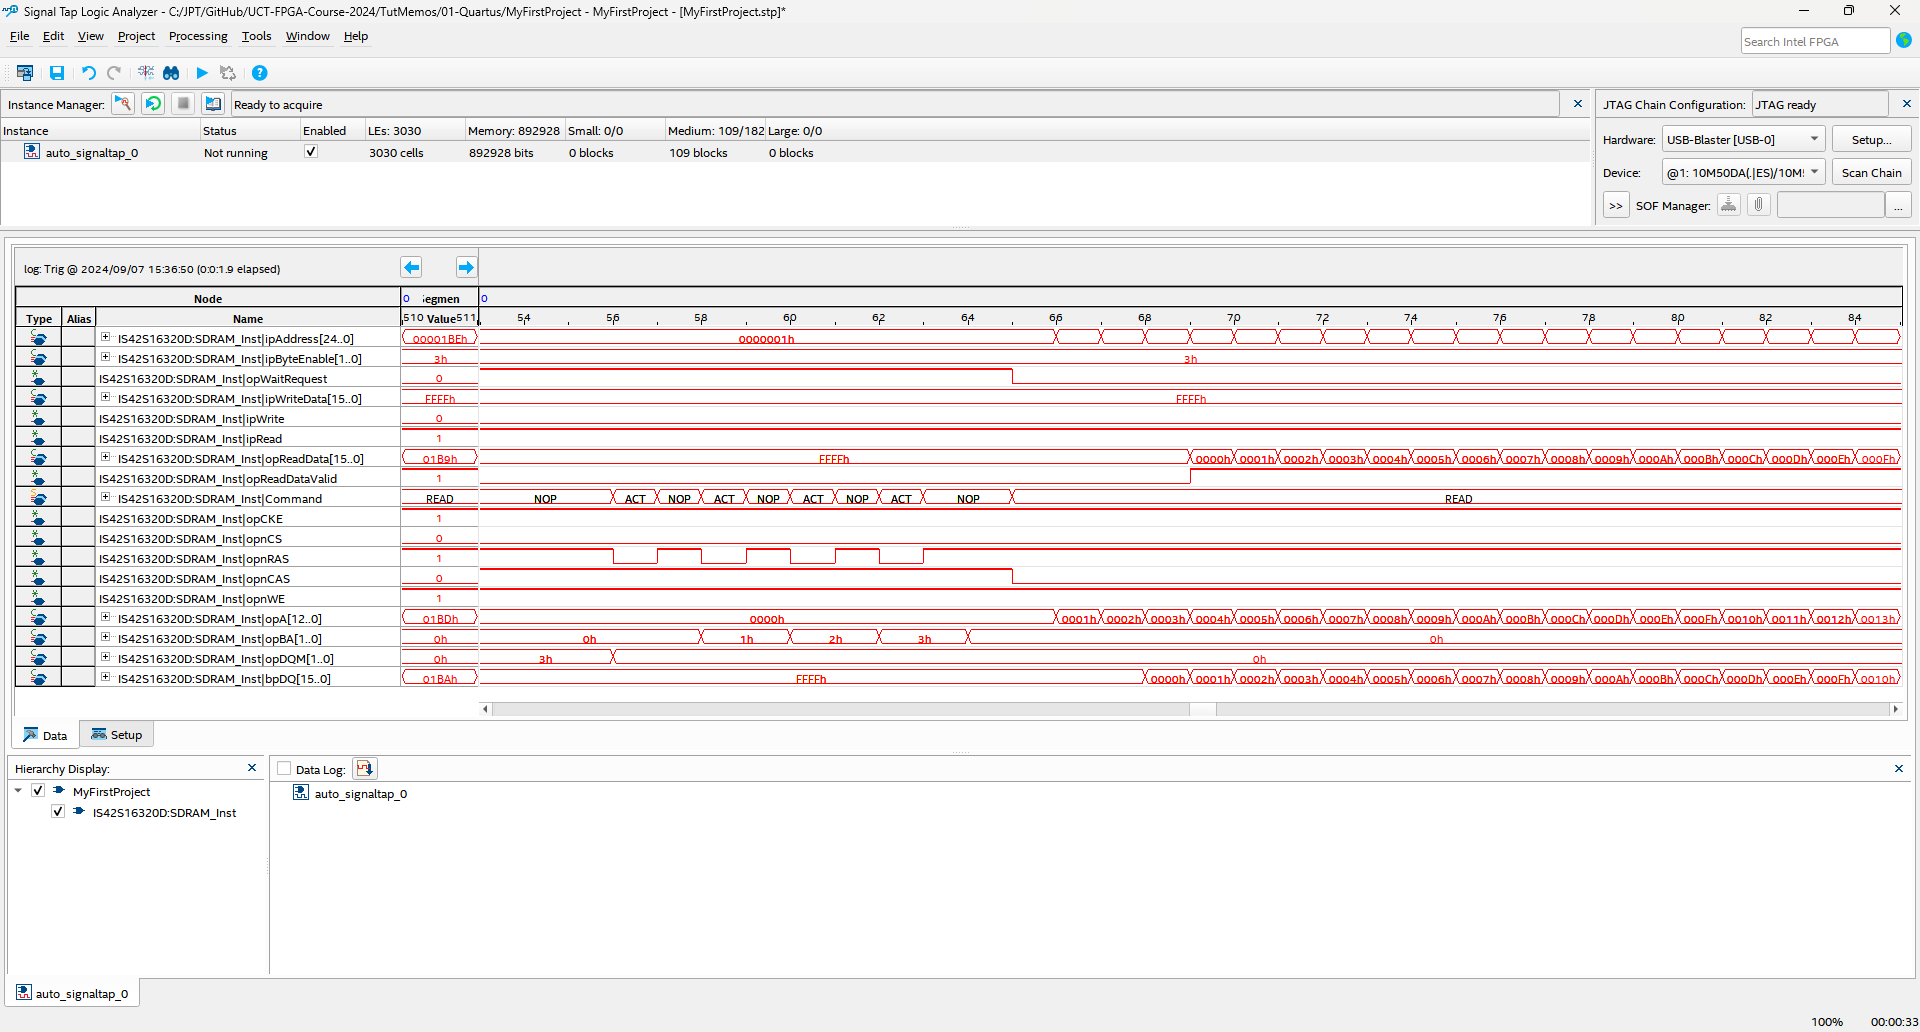 Signal Tap Logic Analyzer - C:/JPT/GitHub/UCT-FPGA-Course-2024/TutMemos/01-Quartus/MyFirstProject - MyFirstProject - [MyFirstProject.stp]*
File Edit View Project Processing Tools Window Help
Search Intel FPGA
Instance Manager: Ready to acquire
JTAG Chain Configuration: JTAG ready
Instance Status Enabled LEs: 3030 Memory: 892928 Small: 0/0 Medium: 109/182 Large: 0/0
auto_signaltap_0 Not running 3030 cells 892928 bits 0 blocks 109 blocks 0 blocks
Hardware: USB-Blaster [USB-0] Setup...
Device: @1: 10M50DA(.|ES)/10M! Scan Chain
>> SOF Manager: ...
log: Trig @ 2024/09/07 15:36:50 (0:0:1.9 elapsed)
Node 0 egmen 0
Type Alias Name 510 Value 511 54 56 58 60 62 64 66 68 70 72 74 76 78 80 82 84
IS42S16320D:SDRAM_Inst|ipAddress[24..0] 00001BEh 0000001h
IS42S16320D:SDRAM_Inst|ipByteEnable[1..0] 3h 3h
IS42S16320D:SDRAM_Inst|opWaitRequest 0
IS42S16320D:SDRAM_Inst|ipWriteData[15..0] FFFFh FFFFh
IS42S16320D:SDRAM_Inst|ipWrite 0
IS42S16320D:SDRAM_Inst|ipRead 1
IS42S16320D:SDRAM_Inst|opReadData[15..0] 01B9h FFFFh 0000h 0001h 0002h 0003h 0004h 0005h 0006h 0007h 0008h 0009h 000Ah 000Bh 000Ch 000Dh 000Eh 000Fh
IS42S16320D:SDRAM_Inst|opReadDataValid 1
IS42S16320D:SDRAM_Inst|Command READ NOP ACT NOP ACT NOP ACT NOP ACT NOP READ
IS42S16320D:SDRAM_Inst|opCKE 1
IS42S16320D:SDRAM_Inst|opnCS 0
IS42S16320D:SDRAM_Inst|opnRAS 1
IS42S16320D:SDRAM_Inst|opnCAS 0
IS42S16320D:SDRAM_Inst|opnWE 1
IS42S16320D:SDRAM_Inst|opA[12..0] 01BDh 0000h 0001h 0002h 0003h 0004h 0005h 0006h 0007h 0008h 0009h 000Ah 000Bh 000Ch 000Dh 000Eh 000Fh 0010h 0011h 0012h 0013h
IS42S16320D:SDRAM_Inst|opBA[1..0] 0h 0h 1h 2h 3h 0h
IS42S16320D:SDRAM_Inst|opDQM[1..0] 0h 3h 0h
IS42S16320D:SDRAM_Inst|bpDQ[15..0] 01BAh FFFFh 0000h 0001h 0002h 0003h 0004h 0005h 0006h 0007h 0008h 0009h 000Ah 000Bh 000Ch 000Dh 000Eh 000Fh 0010h
Data Setup
Hierarchy Display:
Data Log:
MyFirstProject
auto_signaltap_0
IS42S16320D:SDRAM_Inst
auto_signaltap_0
100% 00:00:33